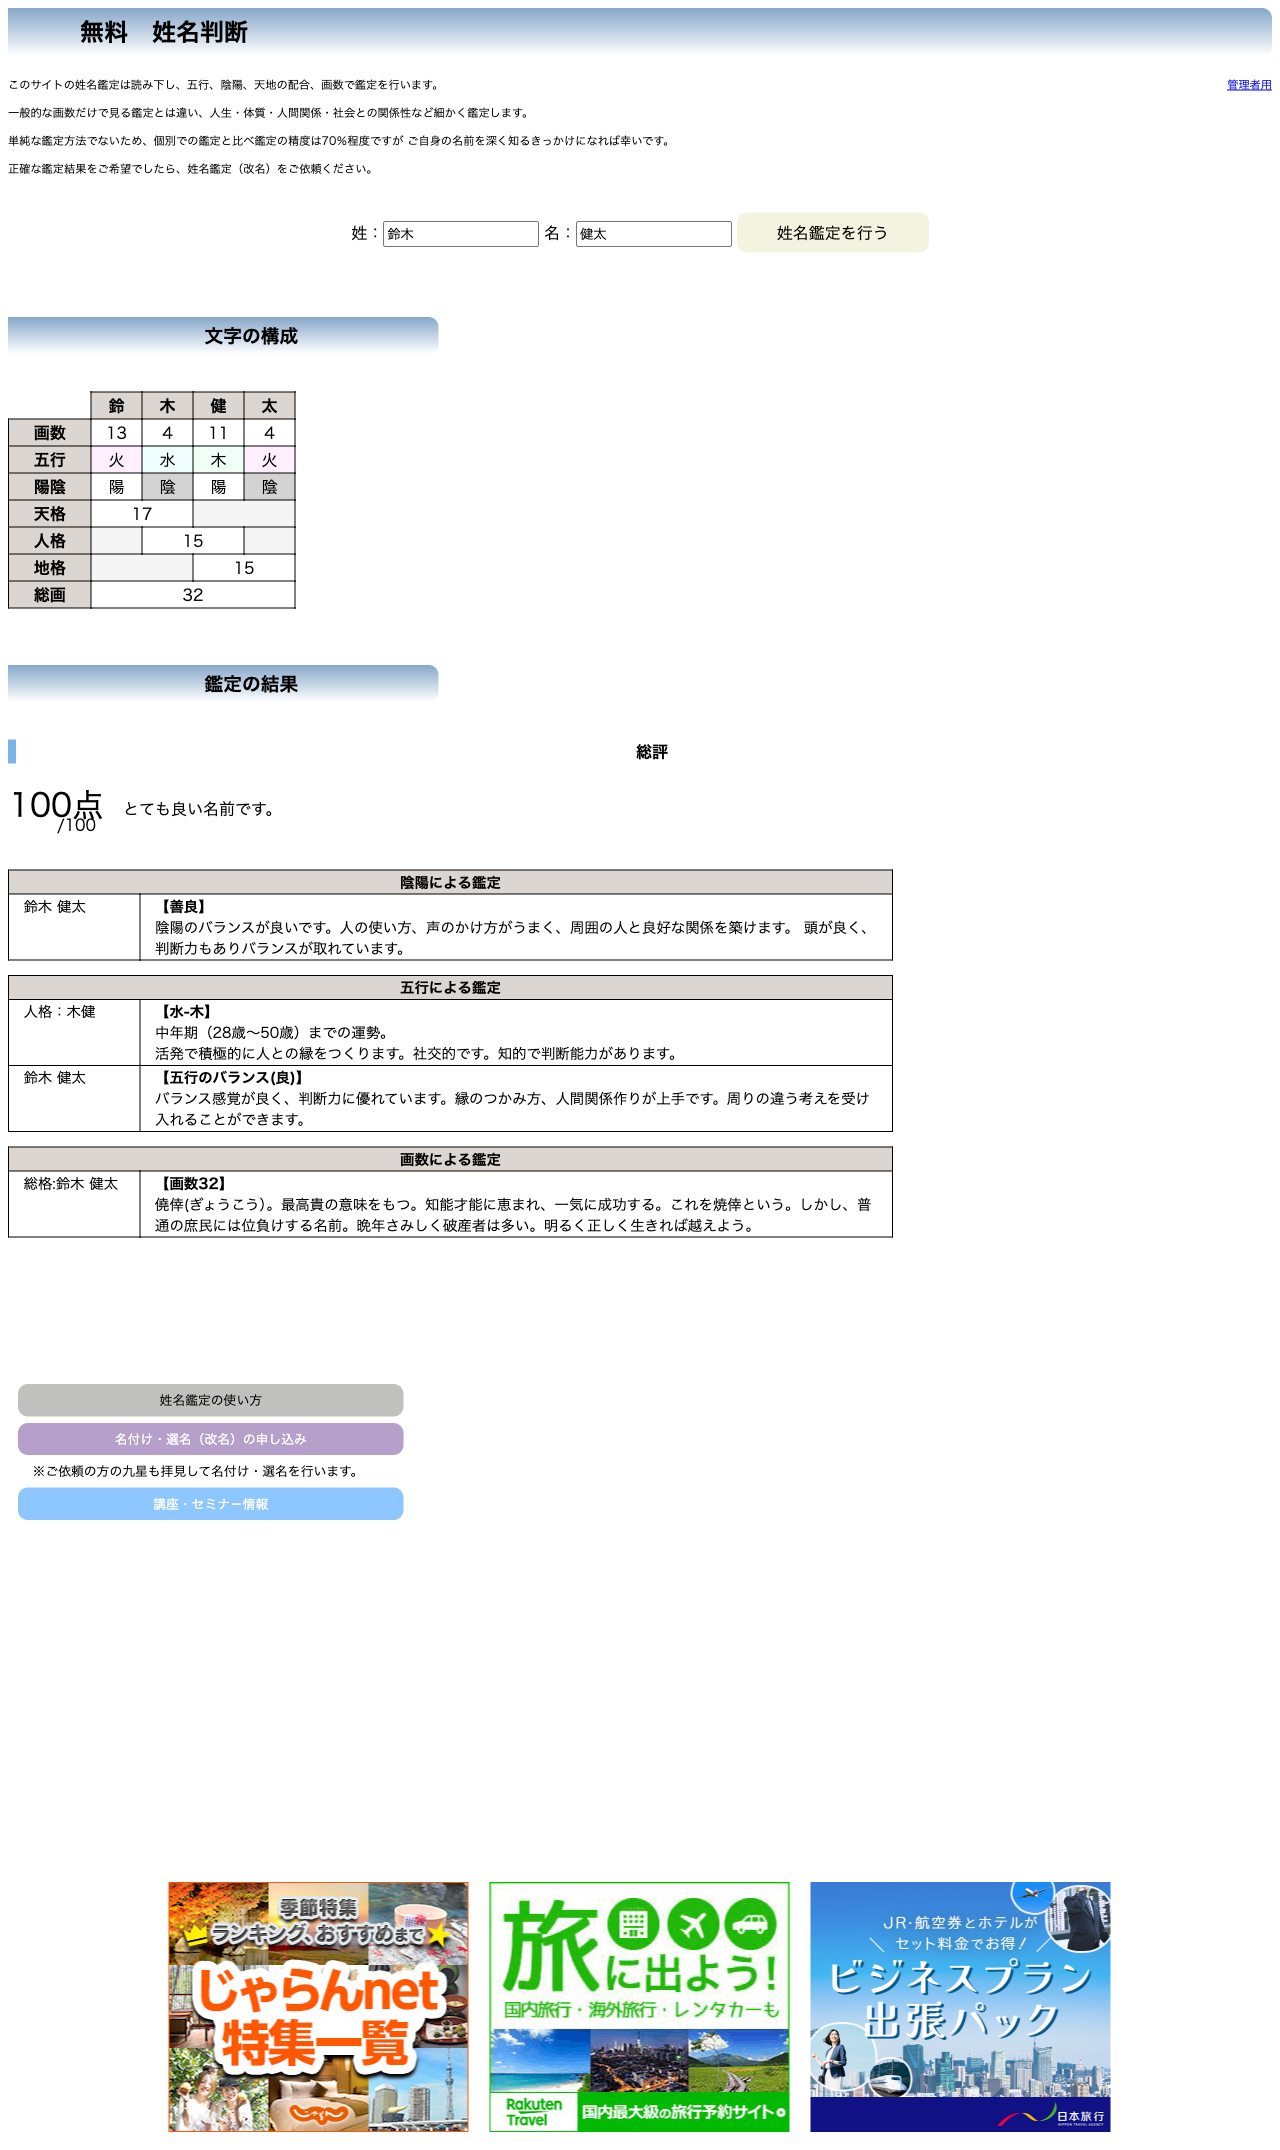 無料　姓名判断
このサイトの姓名鑑定は読み下し、五行、陰陽、天地の配合、画数で鑑定を行います。
管理者用
一般的な画数だけで見る鑑定とは違い、人生・体質・人間関係・社会との関係性など細かく鑑定します。
単純な鑑定方法でないため、個別での鑑定と比べ鑑定の精度は70%程度ですが ご自身の名前を深く知るきっかけになれば幸いです。
正確な鑑定結果をご希望でしたら、姓名鑑定（改名）をご依頼ください。
姓：鈴木 名：健太 姓名鑑定を行う
文字の構成
鈴 木 健 太
画数 13 4 11 4
五行 火 水 木 火
陽陰 陽 陰 陽 陰
天格 17
人格 15
地格 15
総画 32
鑑定の結果
総評
100点 とても良い名前です。
/100
陰陽による鑑定
鈴木 健太 【善良】
陰陽のバランスが良いです。人の使い方、声のかけ方がうまく、周囲の人と良好な関係を築けます。 頭が良く、
判断力もありバランスが取れています。
五行による鑑定
人格：木健 【水-木】
中年期（28歳〜50歳）までの運勢。
活発で積極的に人との縁をつくります。社交的です。知的で判断能力があります。
鈴木 健太 【五行のバランス(良)】
バランス感覚が良く、判断力に優れています。縁のつかみ方、人間関係作りが上手です。周りの違う考えを受け
入れることができます。
画数による鑑定
総格:鈴木 健太 【画数32】
僥倖(ぎょうこう）。最高貴の意味をもつ。知能才能に恵まれ、一気に成功する。これを焼倖という。しかし、普
通の庶民には位負けする名前。晩年さみしく破産者は多い。明るく正しく生きれば越えよう。
姓名鑑定の使い方
名付け・選名（改名）の申し込み
※ご依頼の方の九星も拝見して名付け・選名を行います。
講座・セミナー情報
季節特集
ランキング、おすすめまで
じゃらんnet
特集一覧
旅に出よう!
国内旅行・海外旅行・レンタカーも
Rakuten
Travel
国内最大級の旅行予約サイト
JR・航空券とホテルが
＼ セット料金でお得！ ／
ビジネスプラン
出張パック
日本旅行
NIPPON TRAVEL AGENCY